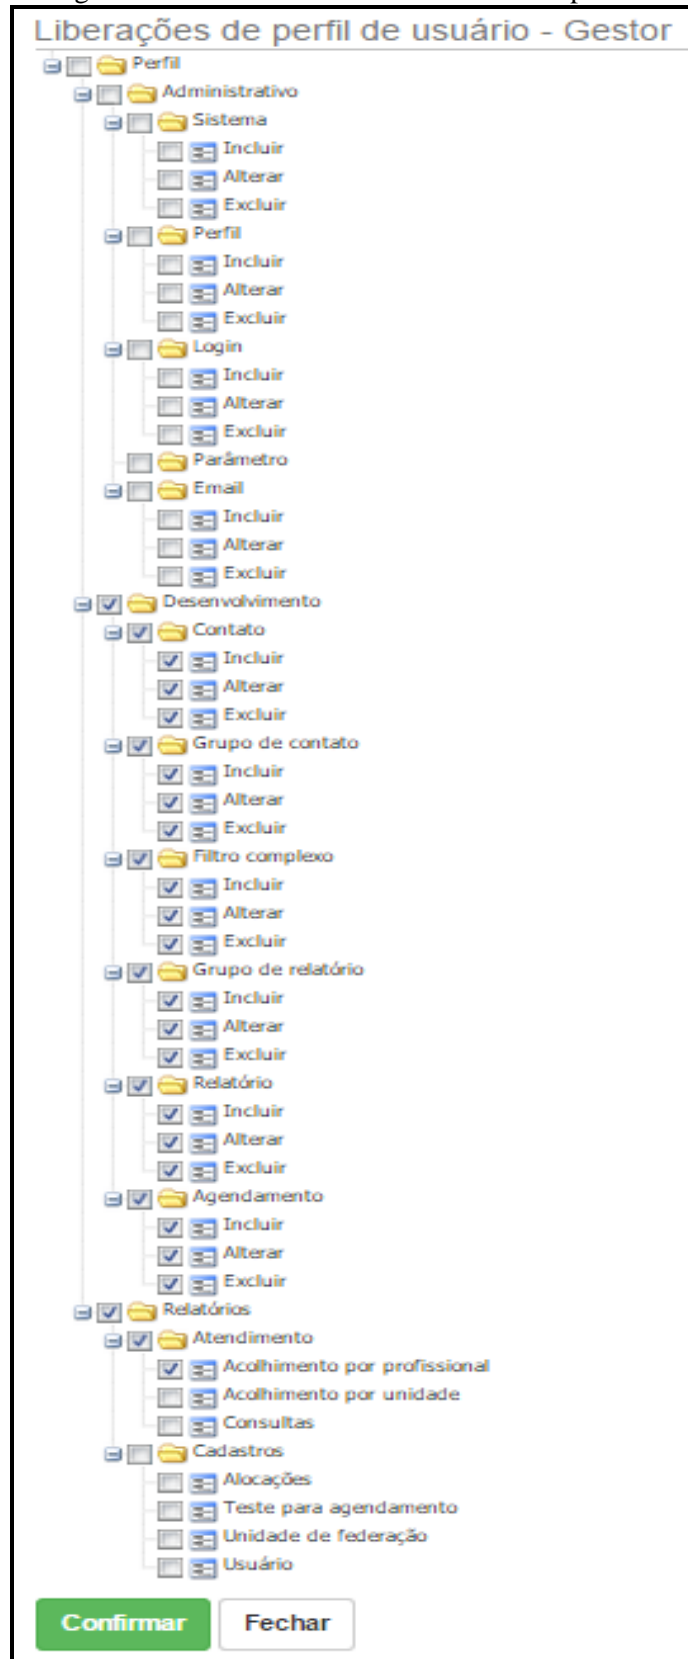 Liberações de perfil de usuário - Gestor
Perfil
Administrativo
Sistema
Incluir
Alterar
Excluir
Perfil
Incluir
Alterar
Excluir
Login
Incluir
Alterar
Excluir
Parâmetro
Email
Incluir
Alterar
Excluir
Desenvolvimento
Contato
Incluir
Alterar
Excluir
Grupo de contato
Incluir
Alterar
Excluir
Filtro complexo
Incluir
Alterar
Excluir
Grupo de relatório
Incluir
Alterar
Excluir
Relatório
Incluir
Alterar
Excluir
Agendamento
Incluir
Alterar
Excluir
Relatórios
Atendimento
Acolhimento por profissional
Acolhimento por unidade
Consultas
Cadastros
Alocações
Teste para agendamento
Unidade de federação
Usuário
Confirmar Fechar